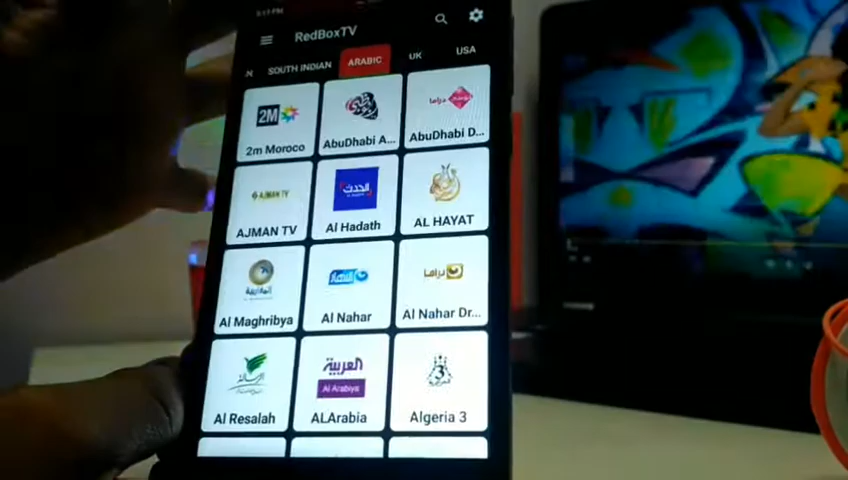 RedBoxTV
SOUTH INDIAN ARABIC UK USA
2M
دراما
2m Moroco
AbuDhabi A...
AbuDhabi D...
AJMAN TV
الحدث
AJMAN TV
Al Hadath
AL HAYAT
المغاربية
النهار
دراما
Al Maghribya
Al Nahar
Al Nahar Dr...
الرسالة
العربية
Al Arabiya
3
Al Resalah
ALArabia
Algeria 3